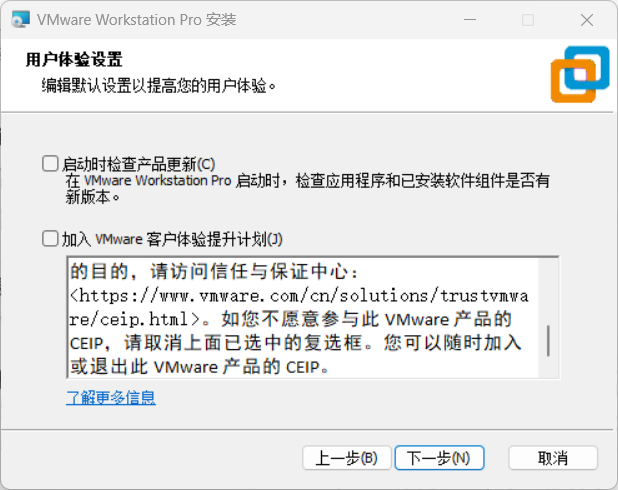 VMware Workstation Pro 安装
用户体验设置
编辑默认设置以提高您的用户体验。
启动时检查产品更新(C)
在 VMware Workstation Pro 启动时，检查应用程序和已安装软件组件是否有
新版本。
加入 VMware 客户体验提升计划(J)
的目的，请访问信任与保证中心：
<https://www.vmware.com/cn/solutions/trustvmwa
re/ceip.html>。如您不愿意参与此 VMware 产品的
CEIP，请取消上面已选中的复选框。您可以随时加入
或退出此 VMware 产品的 CEIP。
了解更多信息
上一步(B)
下一步(N)
取消